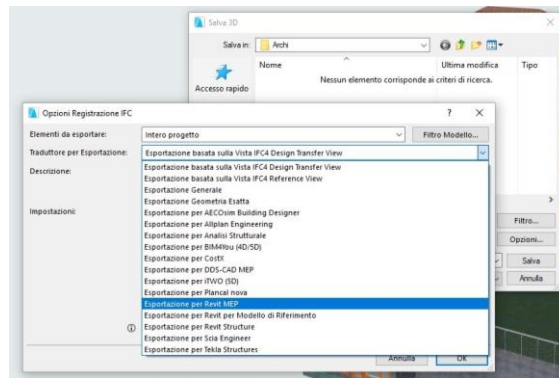 Salva 3D
Salva in: Archi
Nome Ultima modifica Tipo
Nessun elemento corrisponde ai criteri di ricerca.
Accesso rapido
Opzioni Registrazione IFC ? ×
Elementi da esportare: Intero progetto Filtro Modello...
Traduttore per Esportazione: Esportazione basata sulla Vista IFC4 Design Transfer View
Descrizione:
Impostazioni:
Esportazione basata sulla Vista IFC4 Design Transfer View
Esportazione basata sulla Vista IFC4 Reference View
Esportazione Generale
Esportazione Geometria Esatta
Esportazione per AECOsim Building Designer
Esportazione per Allplan Engineering
Esportazione per Analisi Strutturale
Esportazione per BIM4You (4D/5D)
Esportazione per CostX
Esportazione per DDS-CAD MEP
Esportazione per iTWO (5D)
Esportazione per Plancal nova
Esportazione per Revit MEP
Esportazione per Revit per Modello di Riferimento
Esportazione per Revit Structure
Esportazione per Scia Engineer
Esportazione per Tekla Structures
Filtro...
Opzioni...
Salva
Annulla
Annulla OK